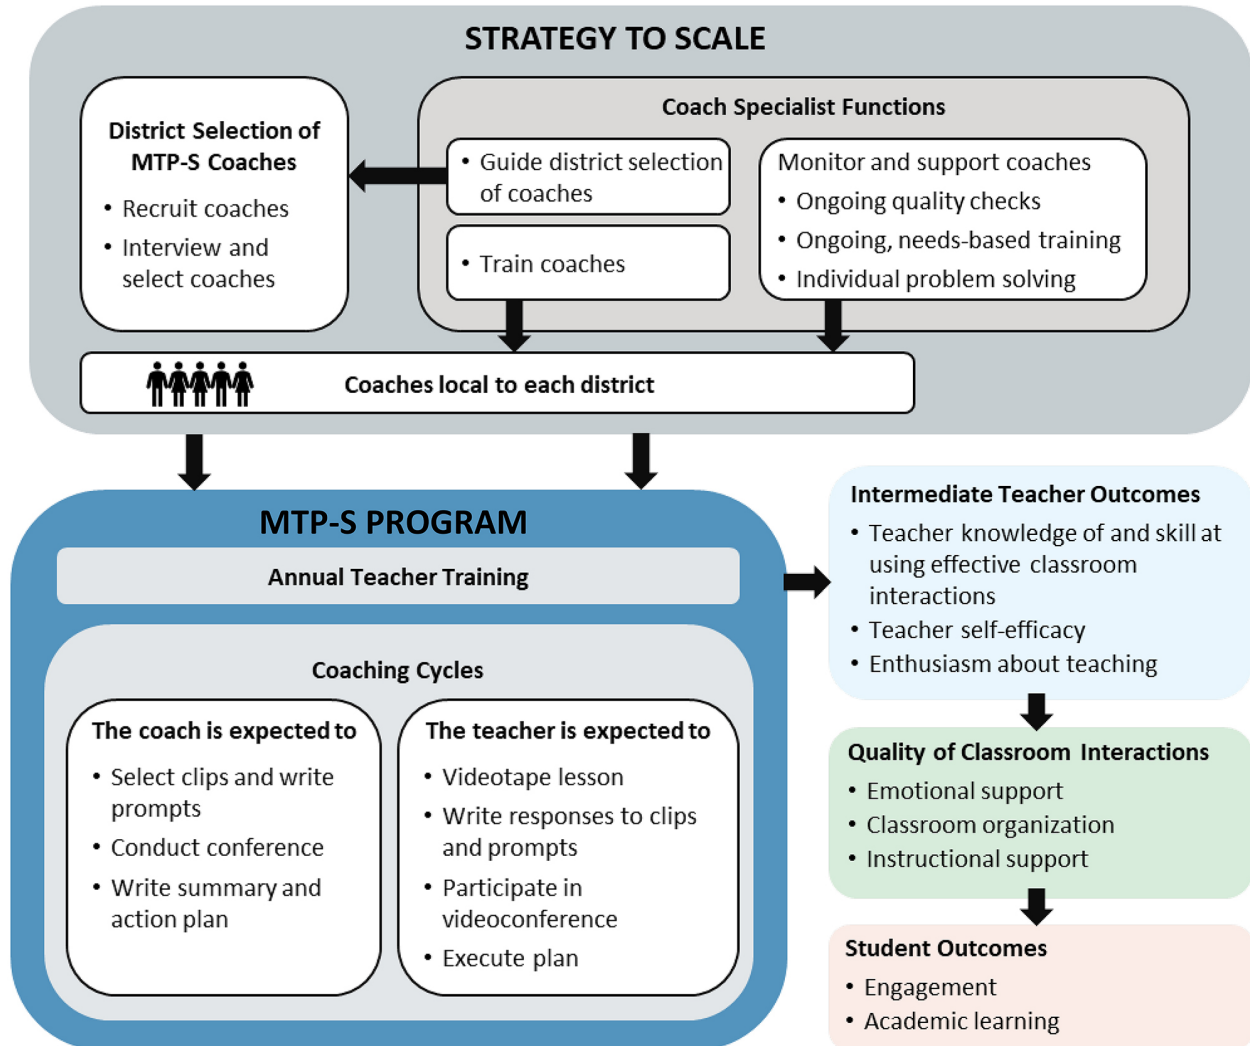 STRATEGY TO SCALE
District Selection of
MTP-S Coaches
• Recruit coaches
• Interview and
select coaches
Coach Specialist Functions
• Guide district selection
of coaches
• Train coaches
Monitor and support coaches
• Ongoing quality checks
• Ongoing, needs-based training
• Individual problem solving
Coaches local to each district
MTP-S PROGRAM
Annual Teacher Training
Coaching Cycles
The coach is expected to
• Select clips and write
prompts
• Conduct conference
• Write summary and
action plan
The teacher is expected to
• Videotape lesson
• Write responses to clips
and prompts
• Participate in
videoconference
• Execute plan
Intermediate Teacher Outcomes
• Teacher knowledge of and skill at
using effective classroom
interactions
• Teacher self-efficacy
• Enthusiasm about teaching
Quality of Classroom Interactions
• Emotional support
• Classroom organization
• Instructional support
Student Outcomes
• Engagement
• Academic learning